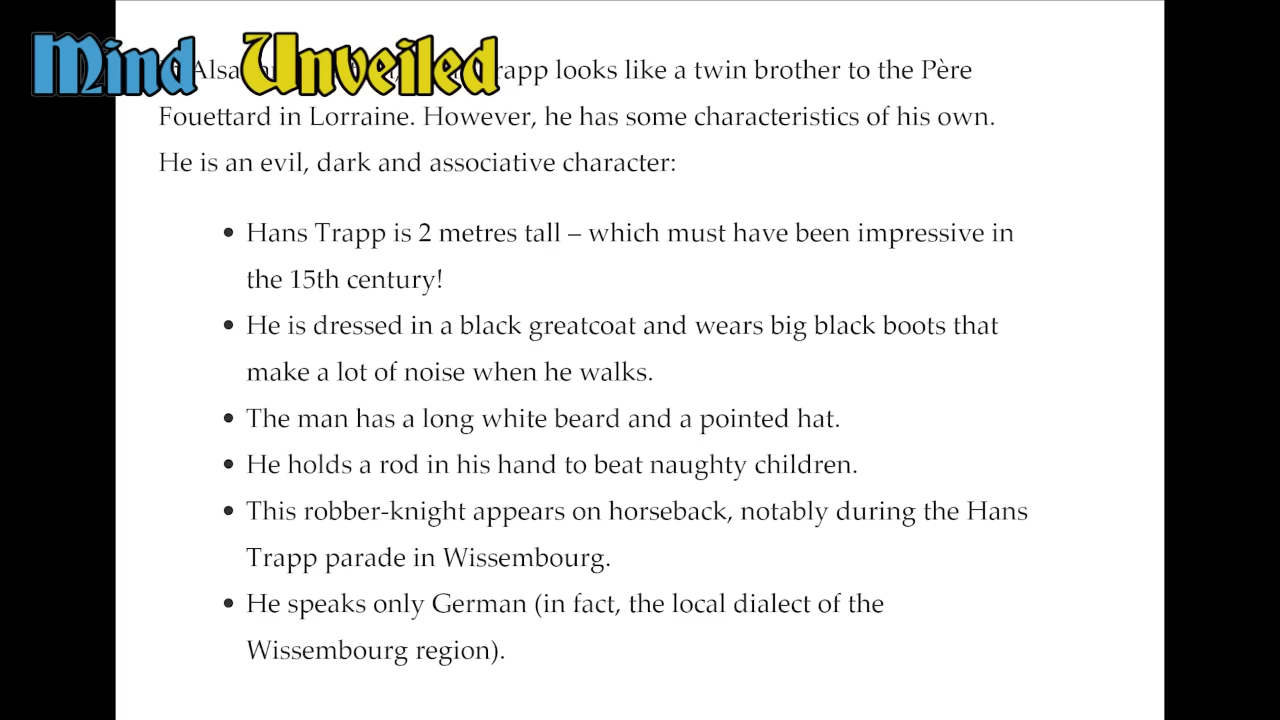 Mind Unveiled
Alsa rapp looks like a twin brother to the Père
Fouettard in Lorraine. However, he has some characteristics of his own.
He is an evil, dark and associative character:
• Hans Trapp is 2 metres tall – which must have been impressive in
the 15th century!
• He is dressed in a black greatcoat and wears big black boots that
make a lot of noise when he walks.
• The man has a long white beard and a pointed hat.
• He holds a rod in his hand to beat naughty children.
• This robber-knight appears on horseback, notably during the Hans
Trapp parade in Wissembourg.
• He speaks only German (in fact, the local dialect of the
Wissembourg region).